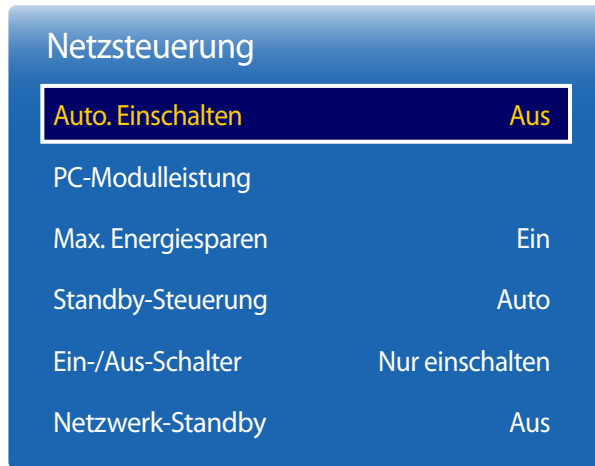 Netzsteuerung
Auto. Einschalten Aus
PC-Modulleistung
Max. Energiesparen Ein
Standby-Steuerung Auto
Ein-/Aus-Schalter Nur einschalten
Netzwerk-Standby Aus